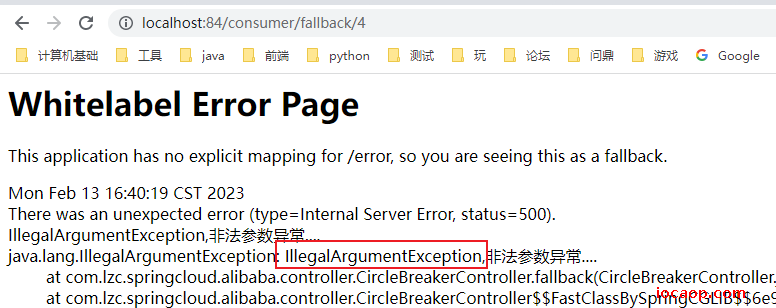 localhost:84/consumer/fallback/4
计算机基础 工具 java 前端 python 测试 玩 论坛 问鼎 游戏 Google
Whitelabel Error Page
This application has no explicit mapping for /error, so you are seeing this as a fallback.
Mon Feb 13 16:40:19 CST 2023
There was an unexpected error (type=Internal Server Error, status=500).
IllegalArgumentException,非法参数异常....
java.lang.IllegalArgumentException: IllegalArgumentException,非法参数异常....
at com.lzc.springcloud.alibaba.controller.CircleBreakerController.fallback(CircleBreakerController.
at com.lzc.springcloud.alibaba.controller.CircleBreakerController$$FastClassBySpringCGLIB$$6e9